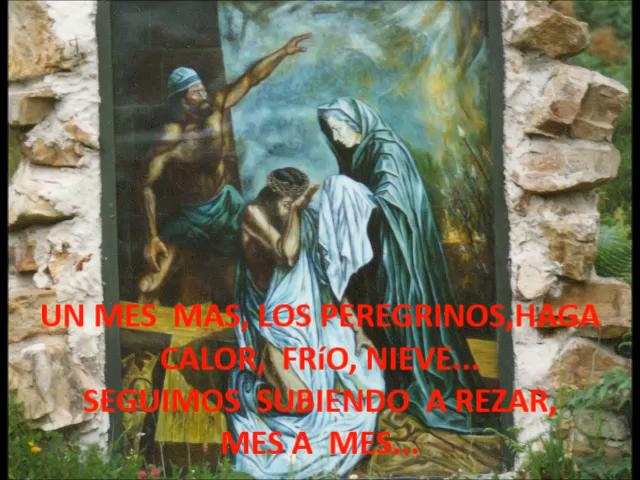 UN MES MAS, LOS PEREGRINOS,HAGA
CALOR, FRíO, NIEVE...
SEGUIMOS SUBIENDO A REZAR,
MES A MES...